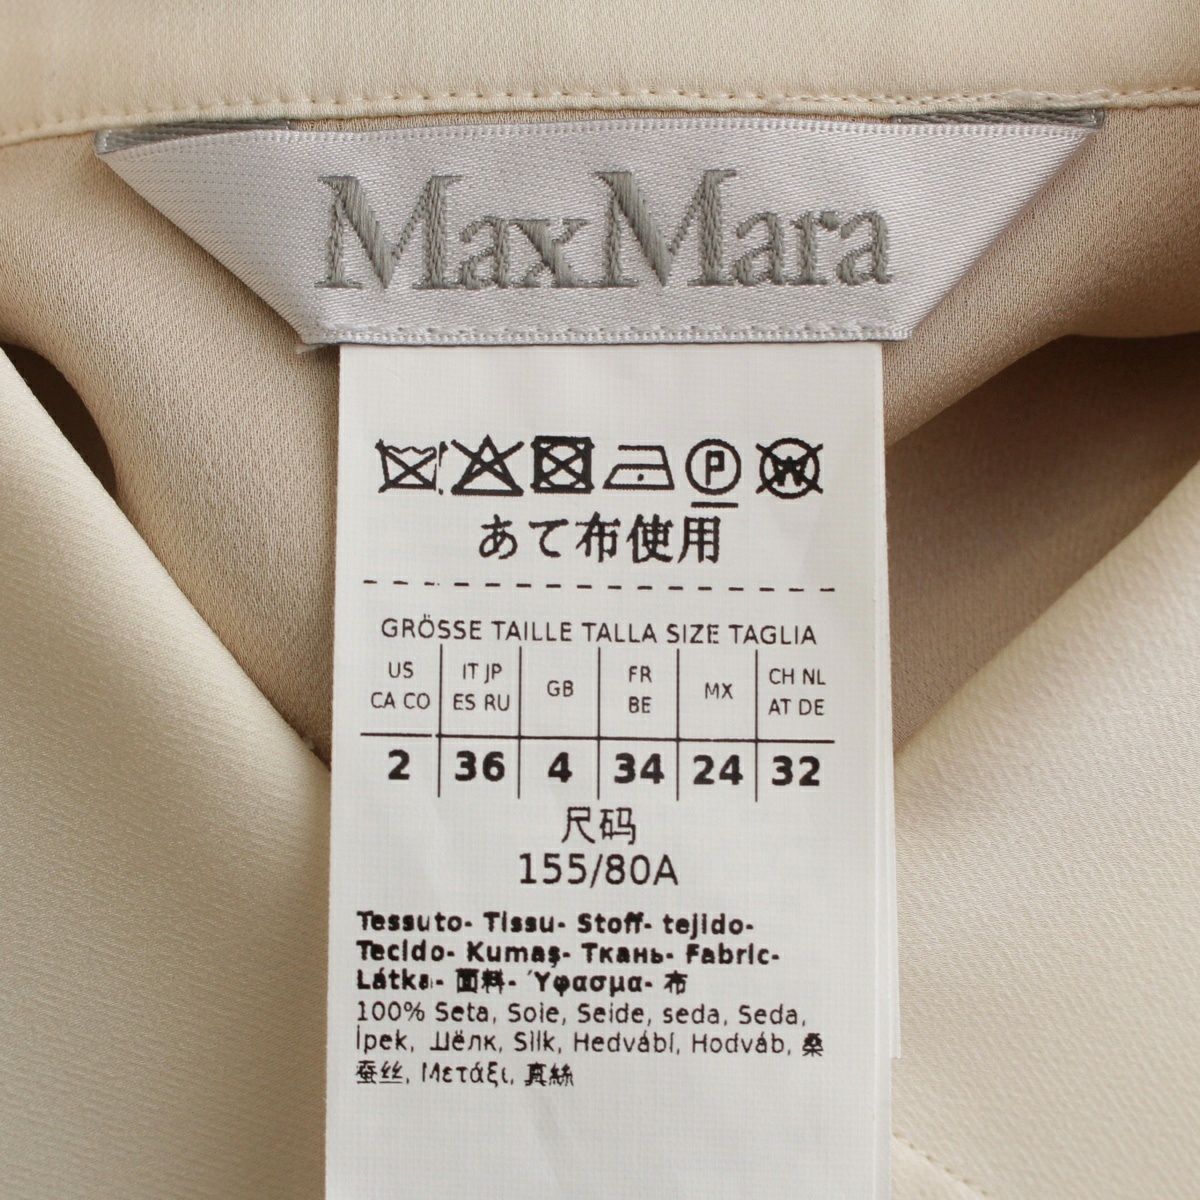 MaxMara
P W
あて布使用
GRÖSSE TAILLE TALLA SIZE TAGLIA
US CA CO IT JP ES RU GB FR BE MX CH NL AT DE
2 36 4 34 24 32
尺码
155/80A
Tessuto- Tissu- Stoff- tejido-
Tecido- Kumaş- Ткань- Fabric-
Látka- 面料- Ύφασμα- 布
100% Seta, Soie, Seide, seda, Seda,
İpek, Шёлк, Silk, Hedvábí, Hodváb, 桑
蚕丝, Μετάξι, 真絲